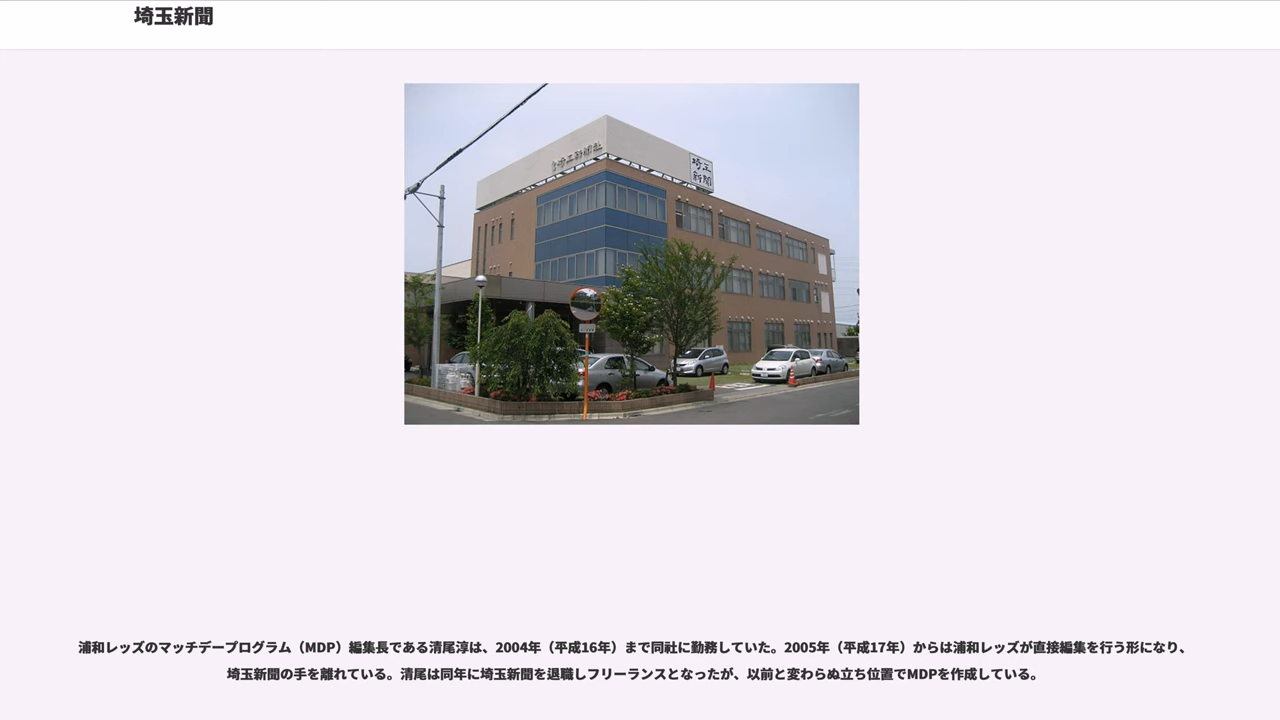 埼玉新聞
埼玉新聞社
埼玉
新聞
浦和レッズのマッチデープログラム（MDP）編集長である清尾淳は、2004年（平成16年）まで同社に勤務していた。2005年（平成17年）からは浦和レッズが直接編集を行う形になり、
埼玉新聞の手を離れている。清尾は同年に埼玉新聞を退職しフリーランスとなったが、以前と変わらぬ立ち位置でMDPを作成している。